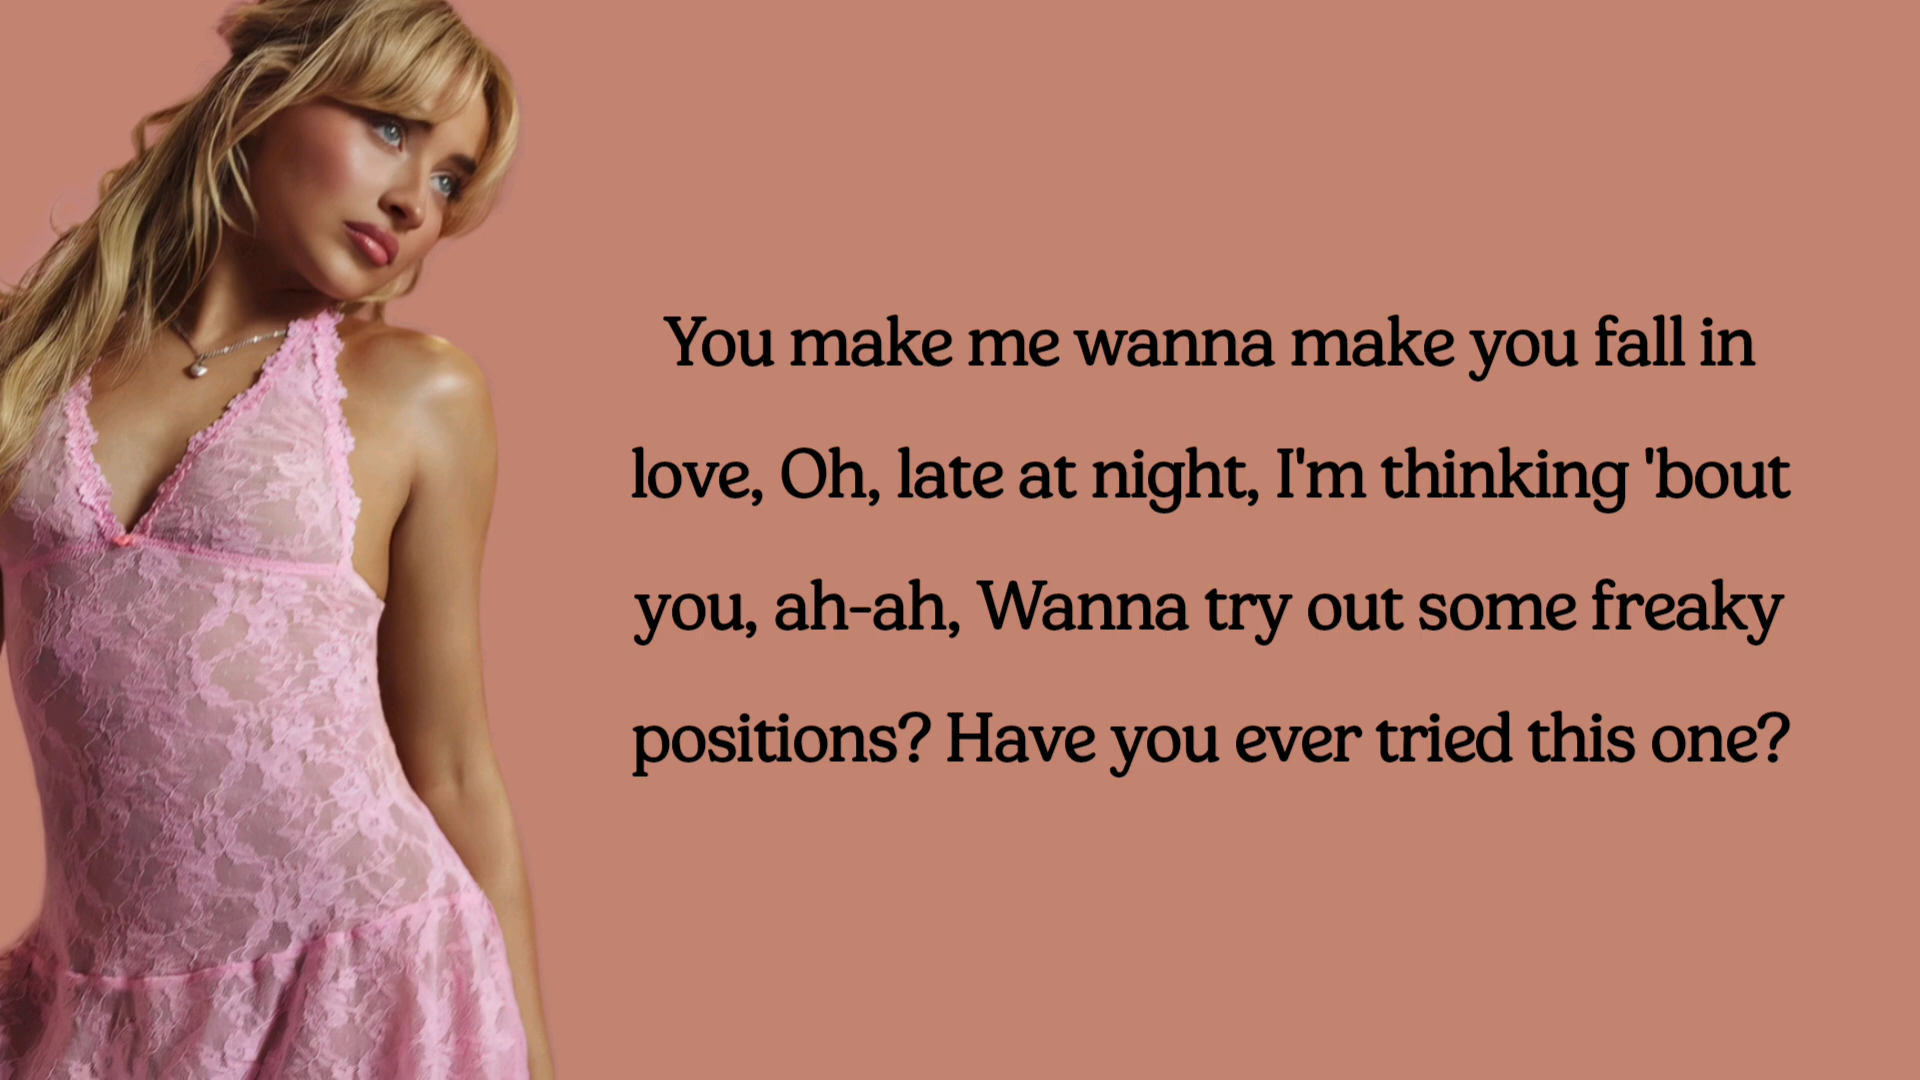 You make me wanna make you fall in
love, Oh, late at night, I'm thinking 'bout
you, ah-ah, Wanna try out some freaky
positions? Have you ever tried this one?